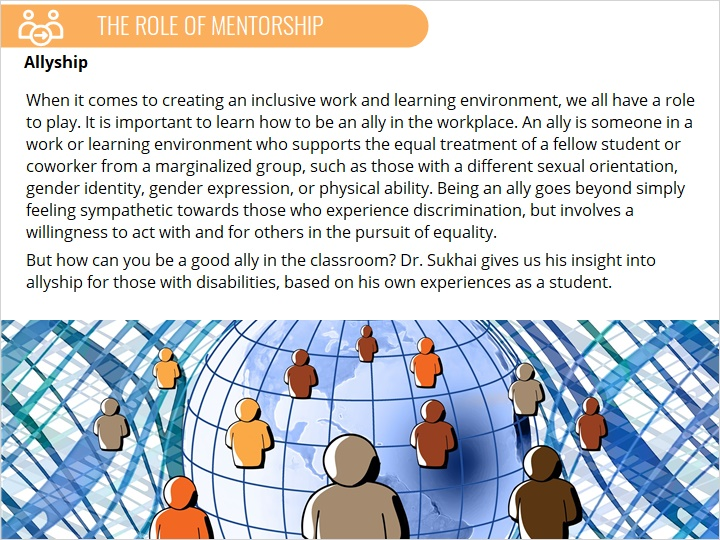 THE ROLE OF MENTORSHIP
Allyship
When it comes to creating an inclusive work and learning environment, we all have a role
to play. It is important to learn how to be an ally in the workplace. An ally is someone in a
work or learning environment who supports the equal treatment of a fellow student or
coworker from a marginalized group, such as those with a different sexual orientation,
gender identity, gender expression, or physical ability. Being an ally goes beyond simply
feeling sympathetic towards those who experience discrimination, but involves a
willingness to act with and for others in the pursuit of equality.
But how can you be a good ally in the classroom? Dr. Sukhai gives us his insight into
allyship for those with disabilities, based on his own experiences as a student.